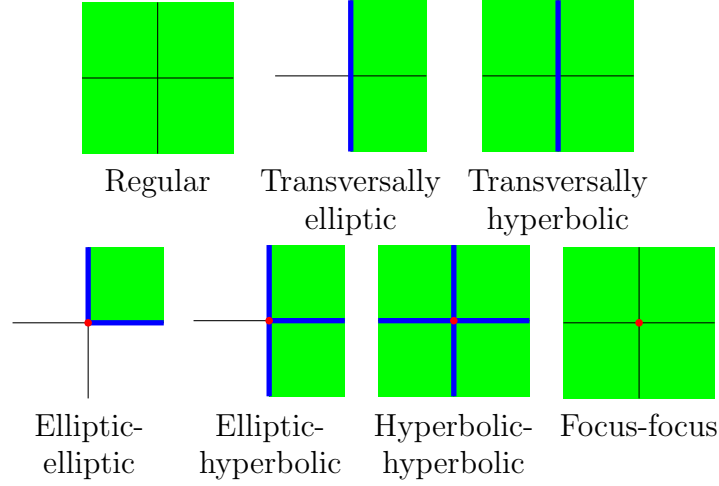 Regular
Transversally
elliptic
Transversally
hyperbolic
Elliptic-
elliptic
Elliptic-
hyperbolic
Hyperbolic-
hyperbolic
Focus-focus